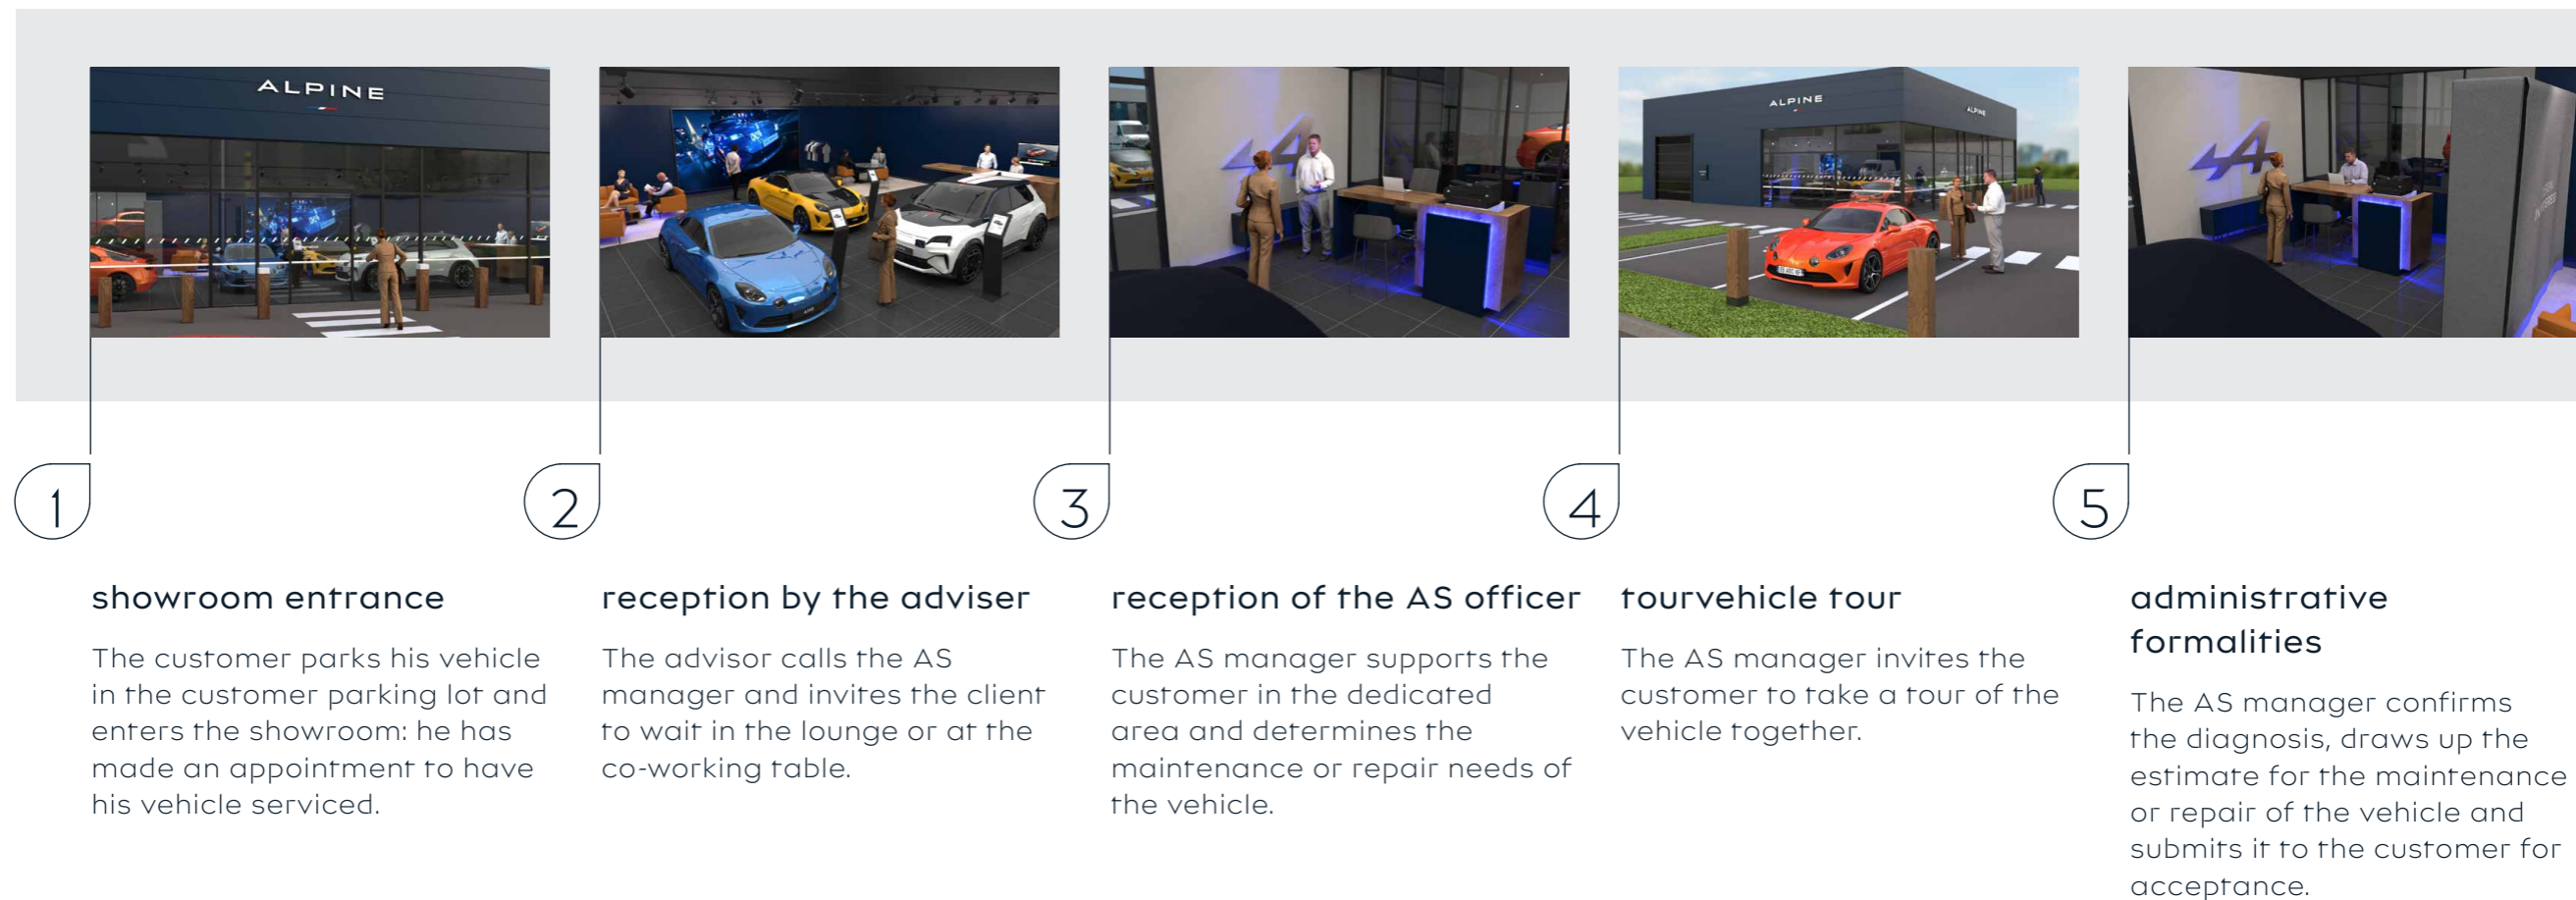 ALPINE
ALPINE
ALPINE
1
2
3
4
5
showroom entrance
The customer parks his vehicle
in the customer parking lot and
enters the showroom: he has
made an appointment to have
his vehicle serviced.
reception by the adviser
The advisor calls the AS
manager and invites the client
to wait in the lounge or at the
co-working table.
reception of the AS officer
The AS manager supports the
customer in the dedicated
area and determines the
maintenance or repair needs of
the vehicle.
tourvehicle tour
The AS manager invites the
customer to take a tour of the
vehicle together.
administrative
formalities
The AS manager confirms
the diagnosis, draws up the
estimate for the maintenance
or repair of the vehicle and
submits it to the customer for
acceptance.